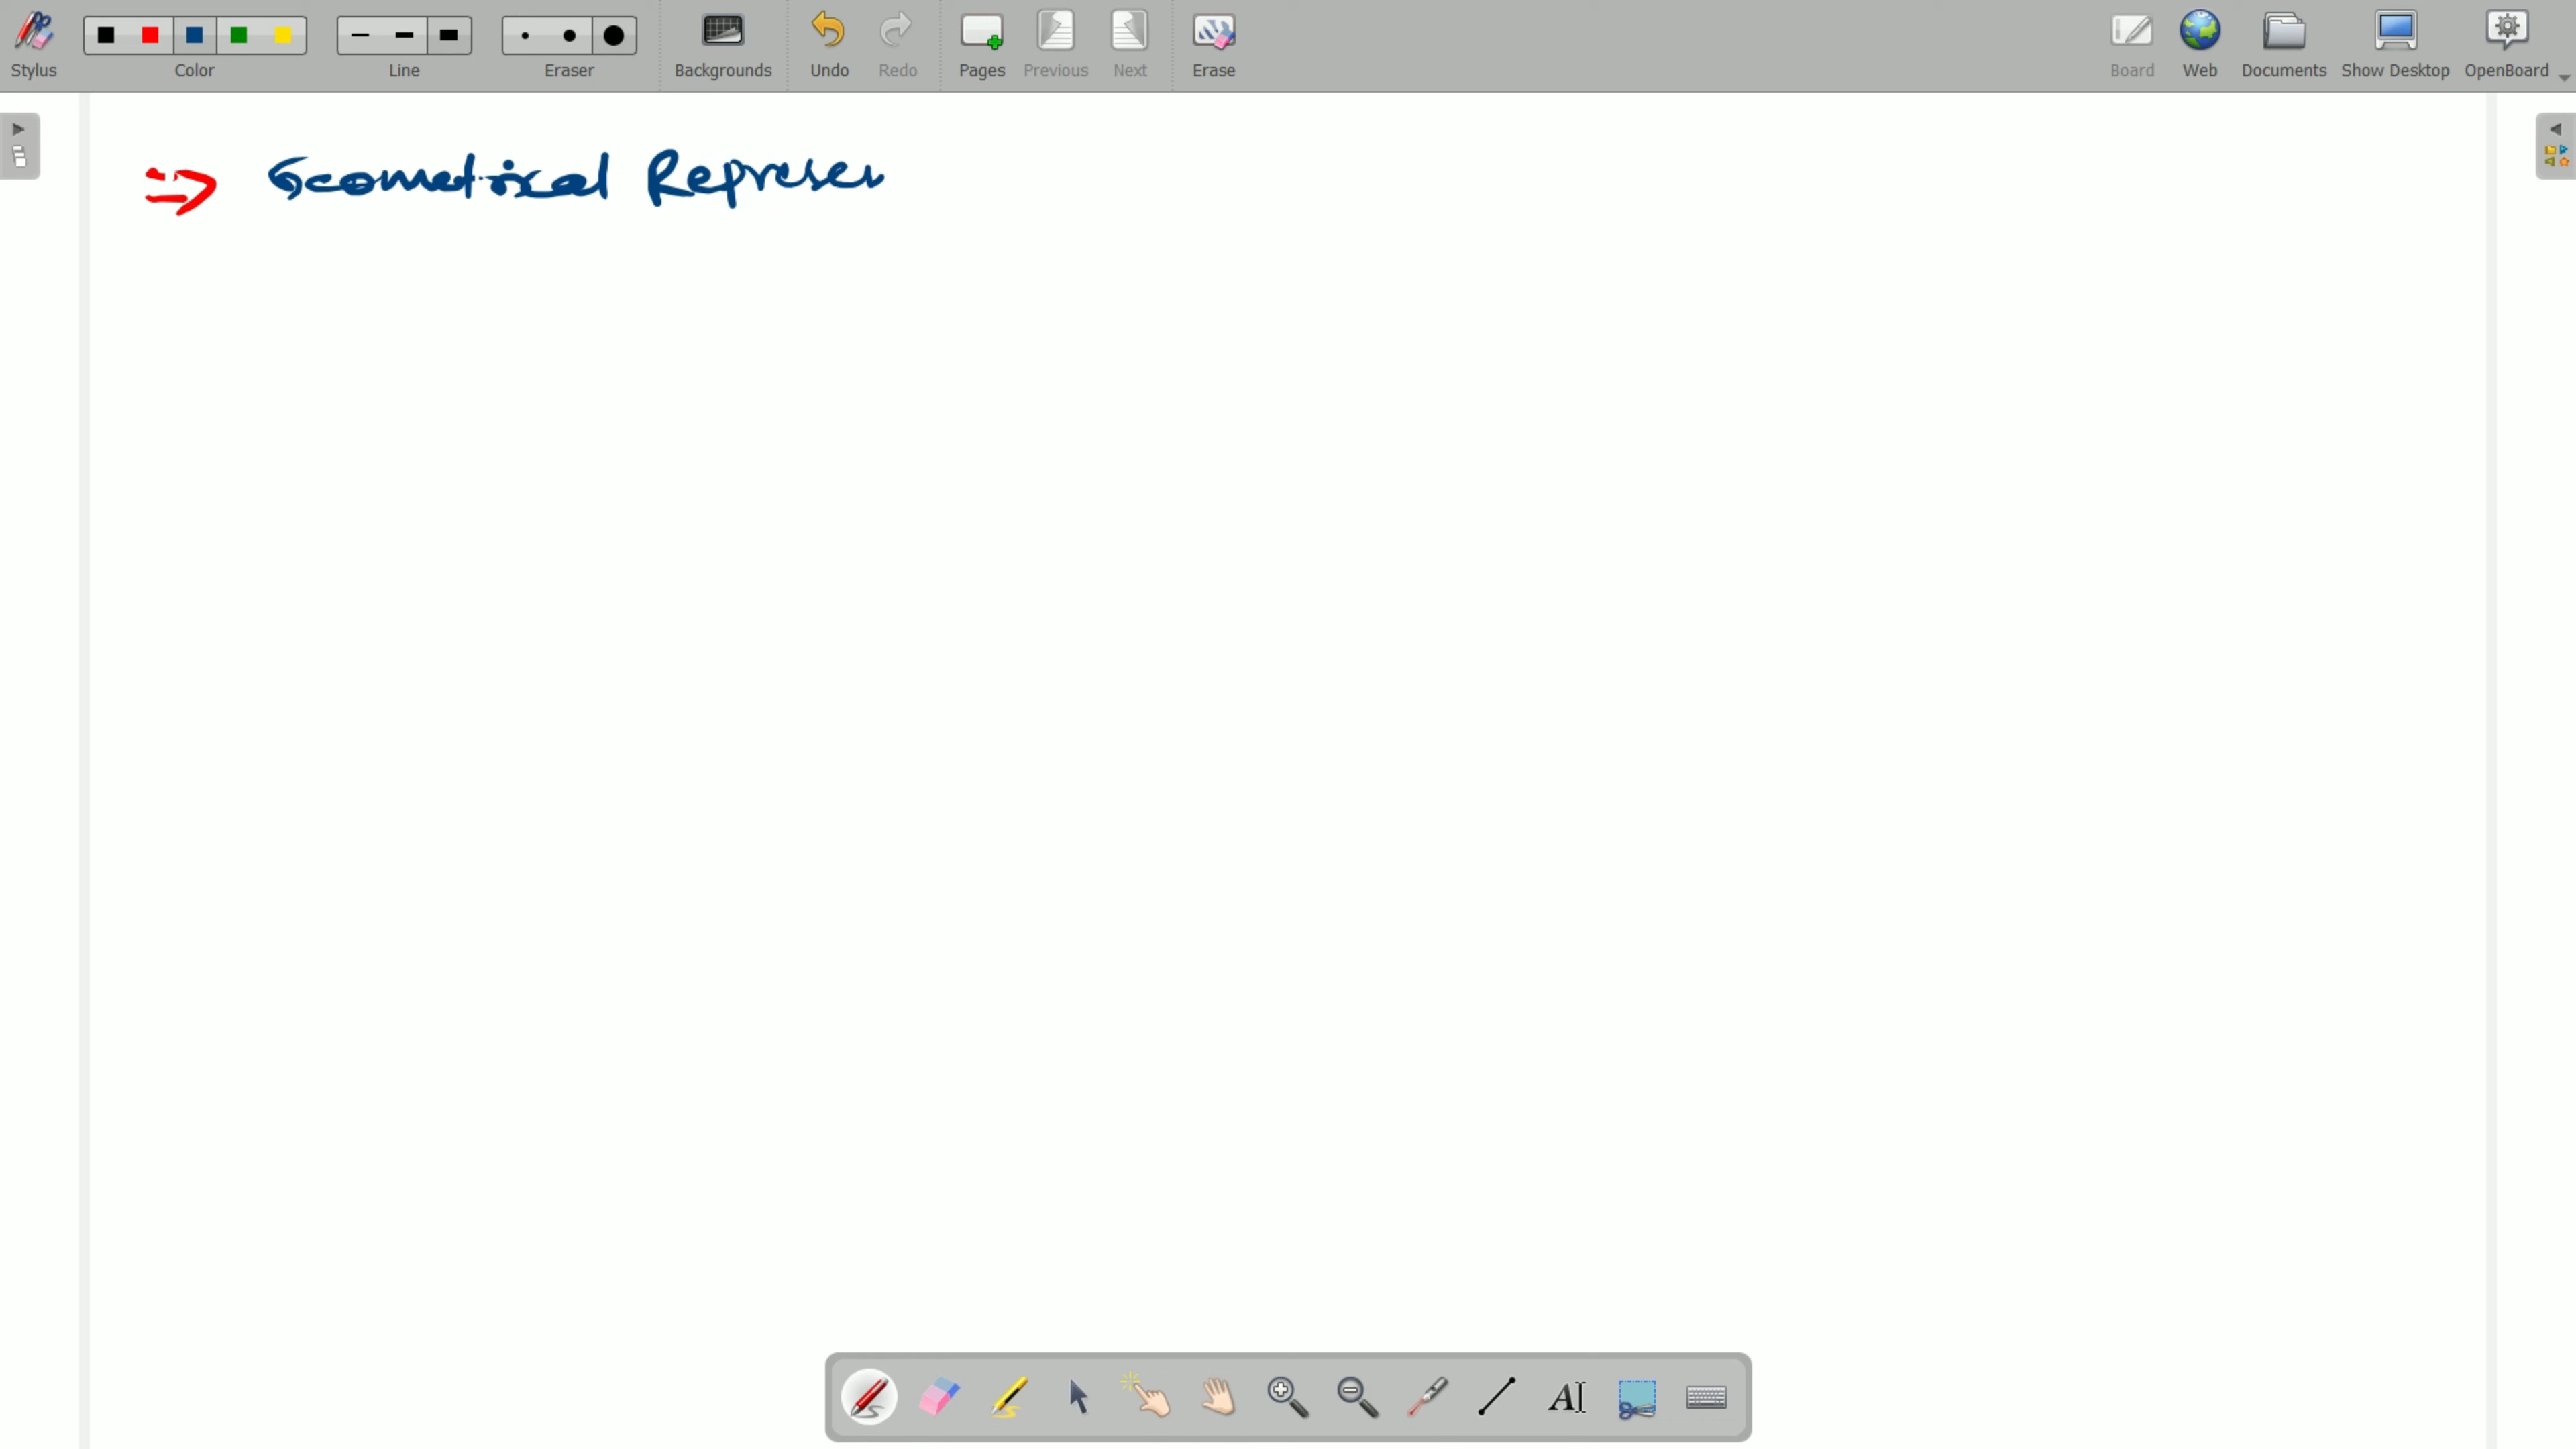 Stylus Color Line Eraser Backgrounds Undo Redo Pages Previous Next Erase Board Web Documents Show Desktop OpenBoard
⇒ Geometrical Represen